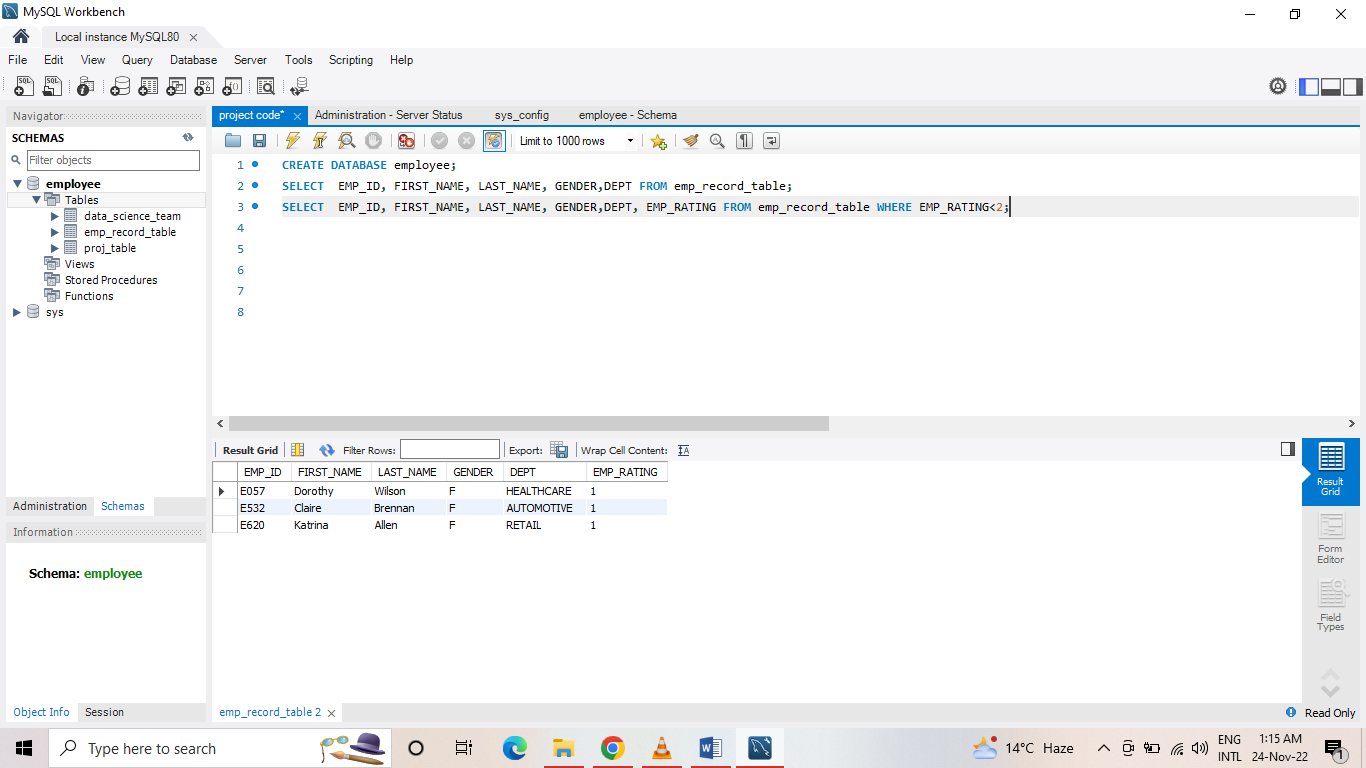 MySQL Workbench
Local instance MySQL80
File Edit View Query Database Server Tools Scripting Help
Navigator
SCHEMAS
Filter objects
employee
Tables
data_science_team
emp_record_table
proj_table
Views
Stored Procedures
Functions
sys
Administration Schemas
Information
Schema: employee
Object Info Session
project code* Administration - Server Status sys_config employee - Schema
Limit to 1000 rows
1 CREATE DATABASE employee;
2 SELECT  EMP_ID, FIRST_NAME, LAST_NAME, GENDER,DEPT FROM emp_record_table;
3 SELECT  EMP_ID, FIRST_NAME, LAST_NAME, GENDER,DEPT, EMP_RATING FROM emp_record_table WHERE EMP_RATING<2;
4
5
6
7
8
Result Grid Filter Rows: Export: Wrap Cell Content:
EMP_ID FIRST_NAME LAST_NAME GENDER DEPT EMP_RATING
E057 Dorothy Wilson F HEALTHCARE 1
E532 Claire Brennan F AUTOMOTIVE 1
E620 Katrina Allen F RETAIL 1
Result
Grid
Form
Editor
Field
Types
emp_record_table 2
Read Only
Type here to search
14°C Haze
ENG
INTL
1:15 AM
24-Nov-22
1